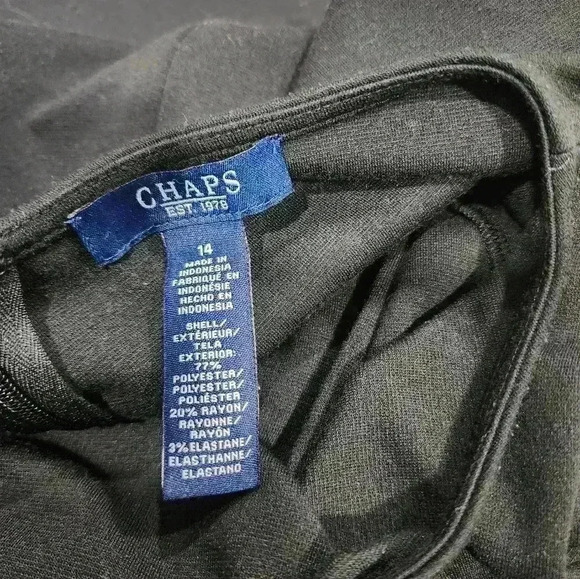 CHAPS
EST. 1978
14
MADE IN
INDONESIA
FABRIQUÉ EN
INDONÉSIE
HECHO EN
INDONESIA
SHELL/
EXTÉRIEUR/
TELA
EXTERIOR:
77%
POLYESTER/
POLYESTER/
POLIÉSTER
20% RAYON/
RAYONNE/
RAYÓN
3% ELASTANE/
ELASTHANNE/
ELASTANO